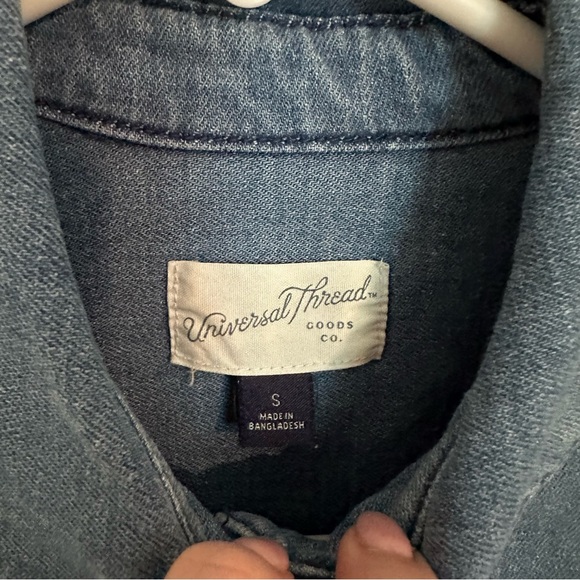 Universal Thread™
GOODS
CO.
S
MADE IN
BANGLADESH